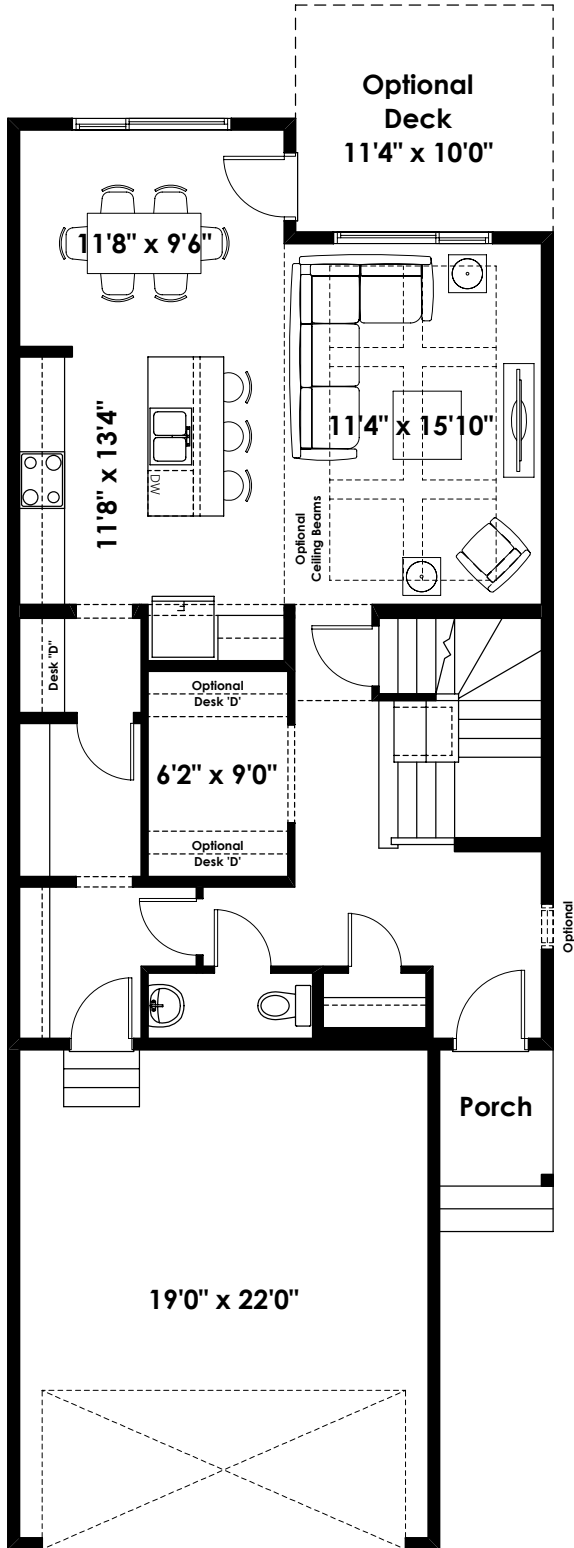 Optional
Deck
11'4" x 10'0"
11'8" x 9'6"
11'8" x 13'4"
DW
11'4" x 15'10"
Optional
Ceiling Beams
Desk "D"
Optional
Desk 'D'
6'2" x 9'0"
Optional
Desk 'D'
Optional
Porch
19'0" x 22'0"